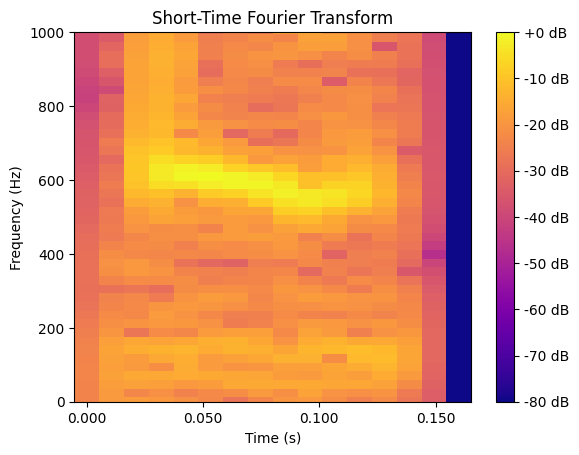 Short-Time Fourier Transform
1000
800
600
400
200
0
Frequency (Hz)
0.000
0.050
0.100
0.150
Time (s)
+0 dB
-10 dB
-20 dB
-30 dB
-40 dB
-50 dB
-60 dB
-70 dB
-80 dB